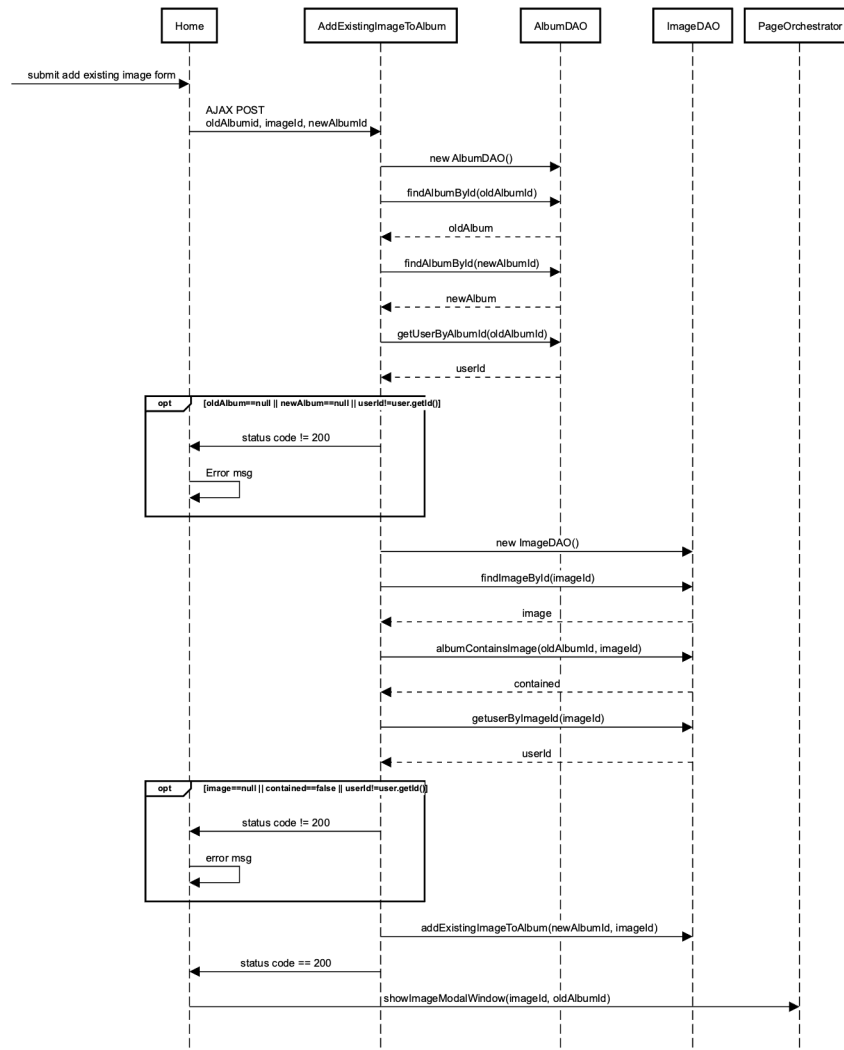 Home
AddExistingImageToAlbum
AlbumDAO
ImageDAO
PageOrchestrator
submit add existing image form
AJAX POST
oldAlbumid, imageId, newAlbumId
new AlbumDAO()
findAlbumById(oldAlbumId)
oldAlbum
findAlbumById(newAlbumId)
newAlbum
getUserByAlbumId(oldAlbumId)
userId
opt [oldAlbum==null || newAlbum==null || userId!=user.getId()]
status code != 200
Error msg
new ImageDAO()
findImageById(imageId)
image
albumContainsImage(oldAlbumId, imageId)
contained
getuserByImageId(imageId)
userId
opt [image==null || contained==false || userId!=user.getId()]
status code != 200
error msg
addExistingImageToAlbum(newAlbumId, imageId)
status code == 200
showImageModalWindow(imageId, oldAlbumId)